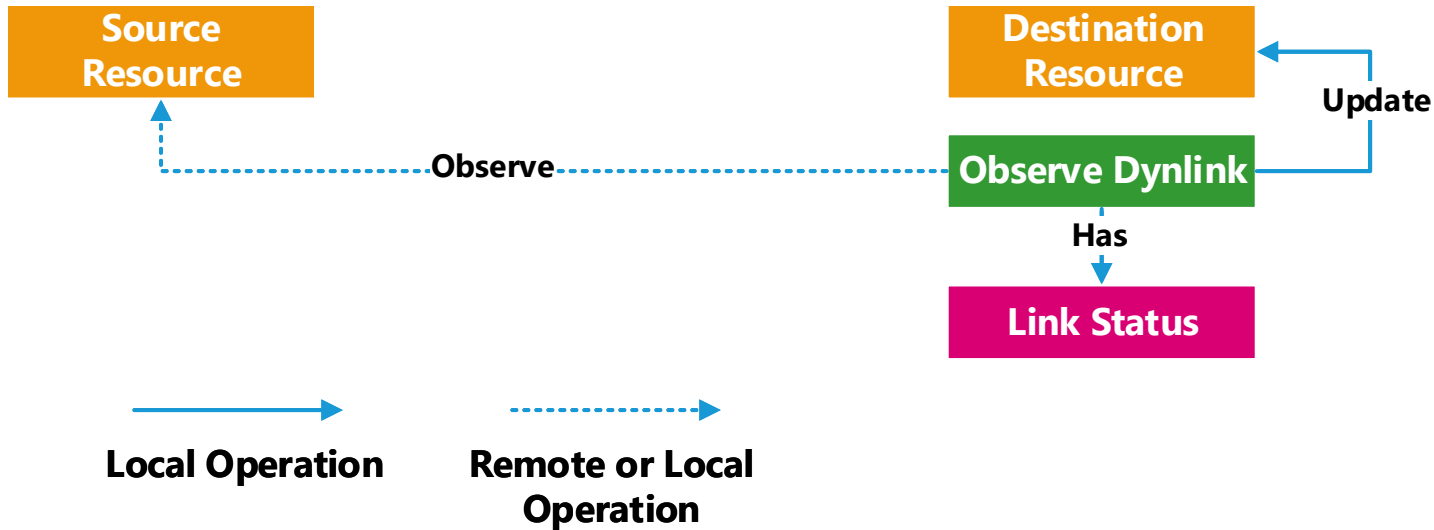 Source
Resource
Destination
Resource
Update
Observe
Observe Dynlink
Has
Link Status
Local Operation
Remote or Local
Operation